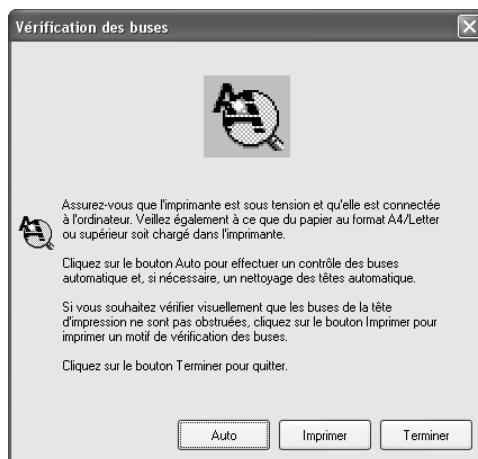 Vérification des buses
Assurez-vous que l'imprimante est sous tension et qu'elle est connectée
à l'ordinateur. Veillez également à ce que du papier au format A4/Letter
ou supérieur soit chargé dans l'imprimante.
Cliquez sur le bouton Auto pour effectuer un contrôle des buses
automatique et, si nécessaire, un nettoyage des têtes automatique.
Si vous souhaitez vérifier visuellement que les buses de la tête
d'impression ne sont pas obstruées, cliquez sur le bouton Imprimer pour
imprimer un motif de vérification des buses.
Cliquez sur le bouton Terminer pour quitter.
Auto Imprimer Terminer